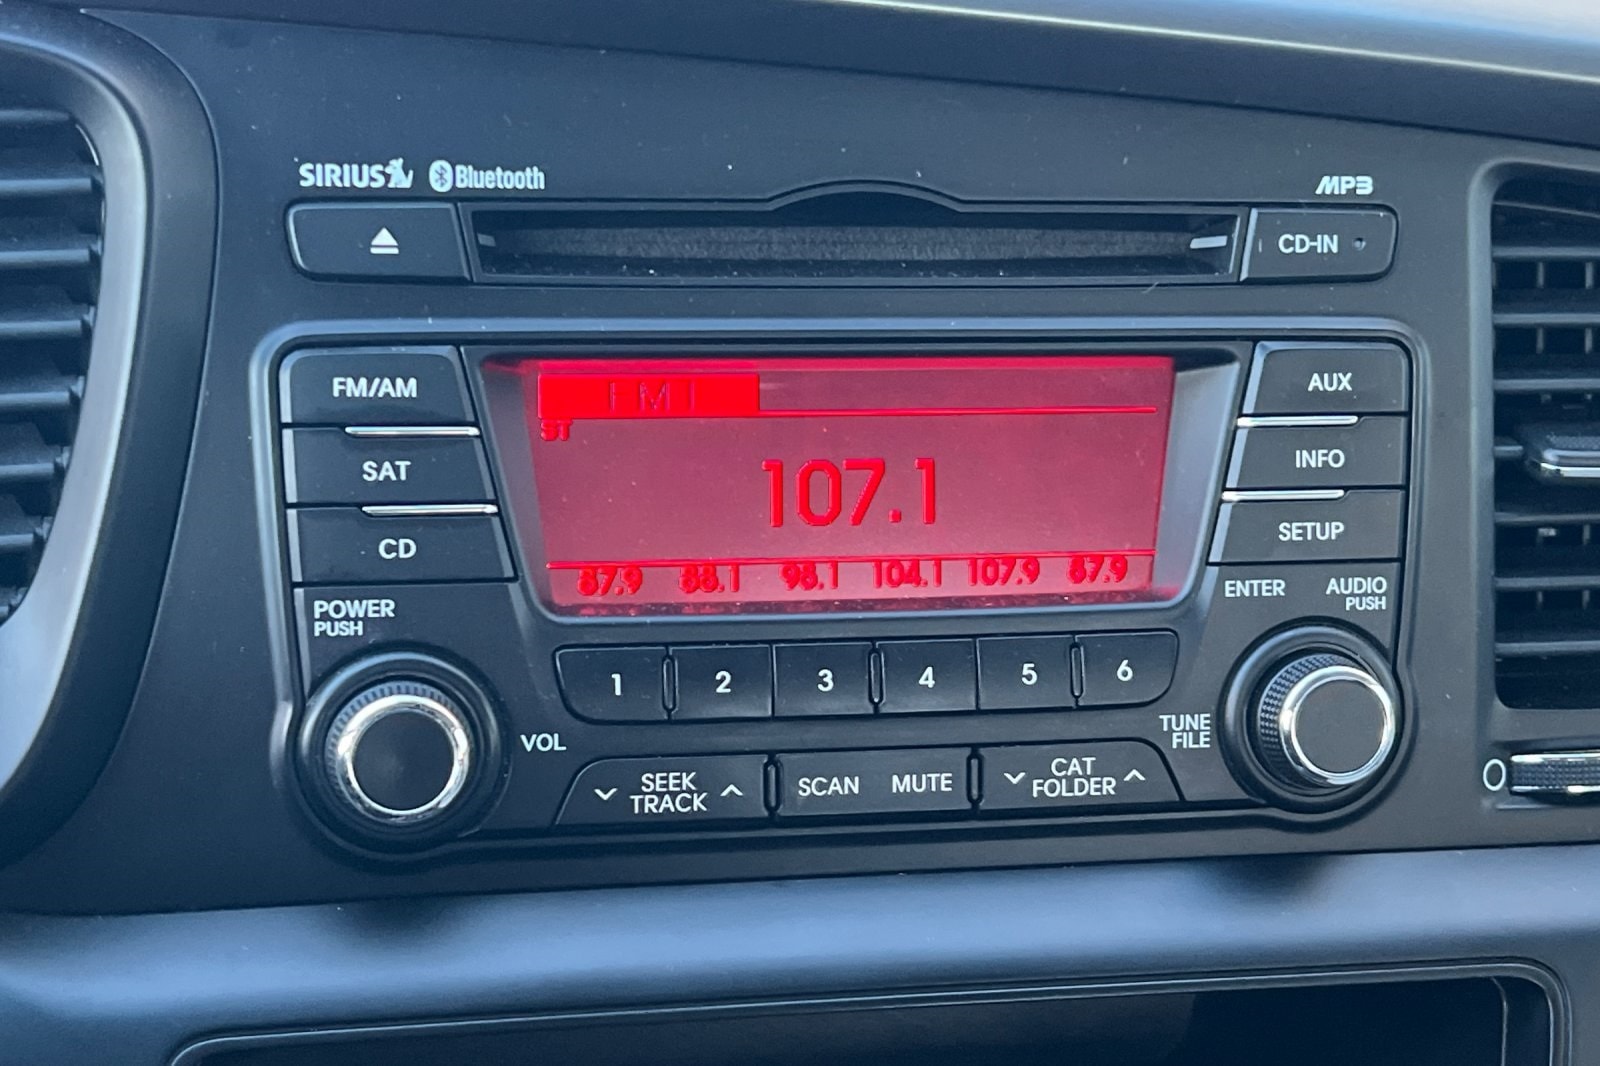 SIRIUS Bluetooth MP3
CD-IN
FM/AM AUX
FM1
ST
SAT INFO
107.1
CD SETUP
87.9 88.1 98.1 104.1 107.9 87.9
POWER
PUSH
ENTER
AUDIO
PUSH
1 2 3 4 5 6
VOL
TUNE
FILE
SEEK
TRACK
SCAN MUTE
CAT
FOLDER